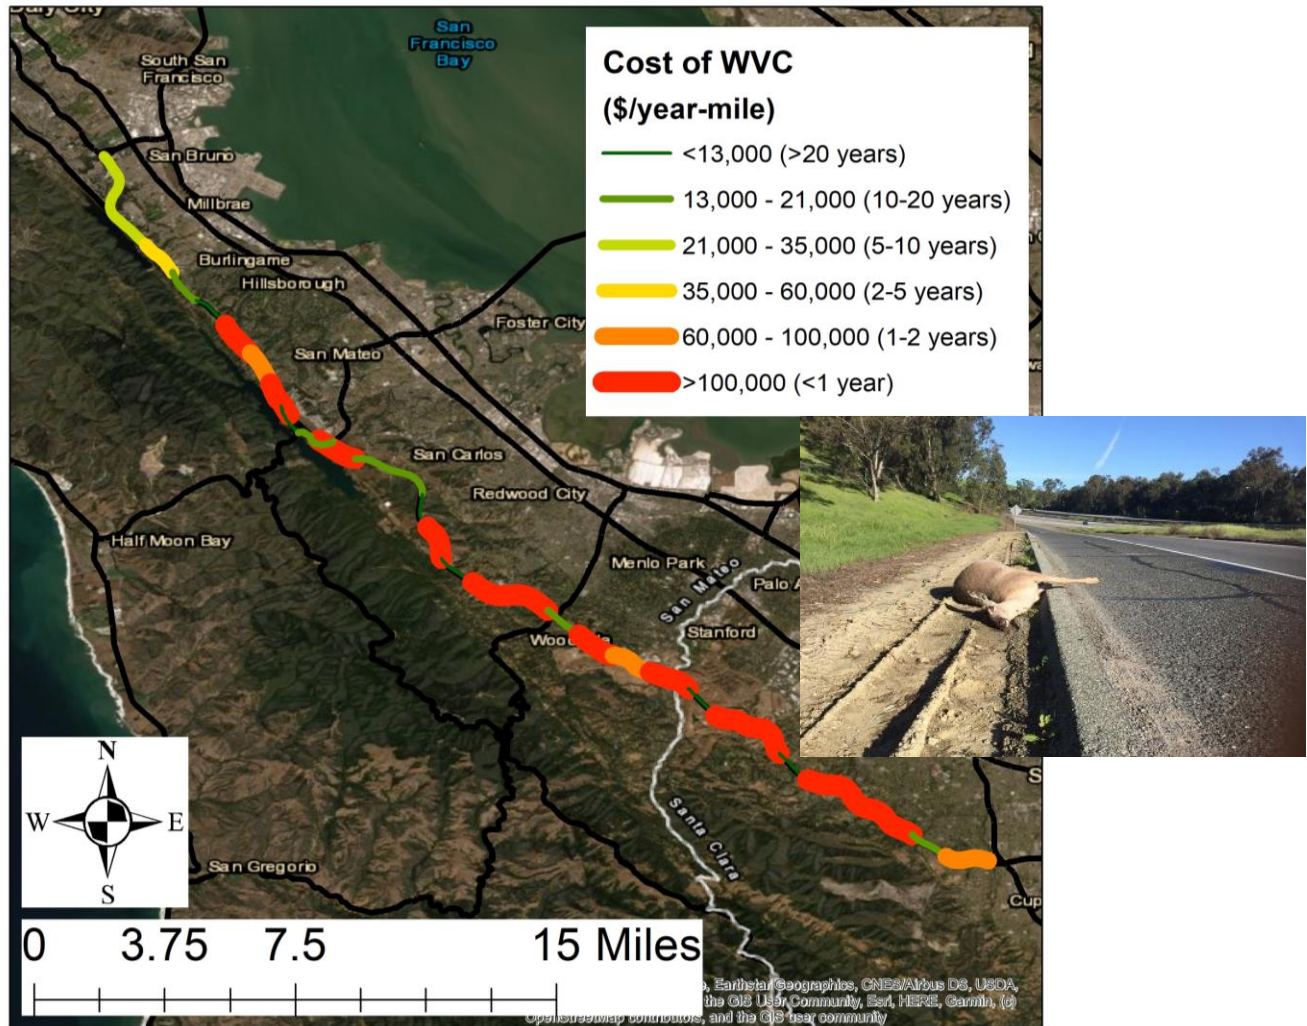 San
Francisco
Bay
South San
Francisco
San Bruno
Millbrae
Burlingame
Hillsborough
Foster City
San Mateo
San Carlos
Redwood City
Half Moon Bay
Menlo Park
San Mateo
Palo A
Stanford
Santa Clara
San Gregorio
Cup
Cost of WVC
($/year-mile)
<13,000 (>20 years)
13,000 - 21,000 (10-20 years)
21,000 - 35,000 (5-10 years)
35,000 - 60,000 (2-5 years)
60,000 - 100,000 (1-2 years)
>100,000 (<1 year)
N
W E
S
0 3.75 7.5 15 Miles
Earthstar Geographics, CNES/Airbus DS, USDA,
the GIS User Community, Esri, HERE, Garmin, (c)
OpenStreetMap contributors, and the GIS user community